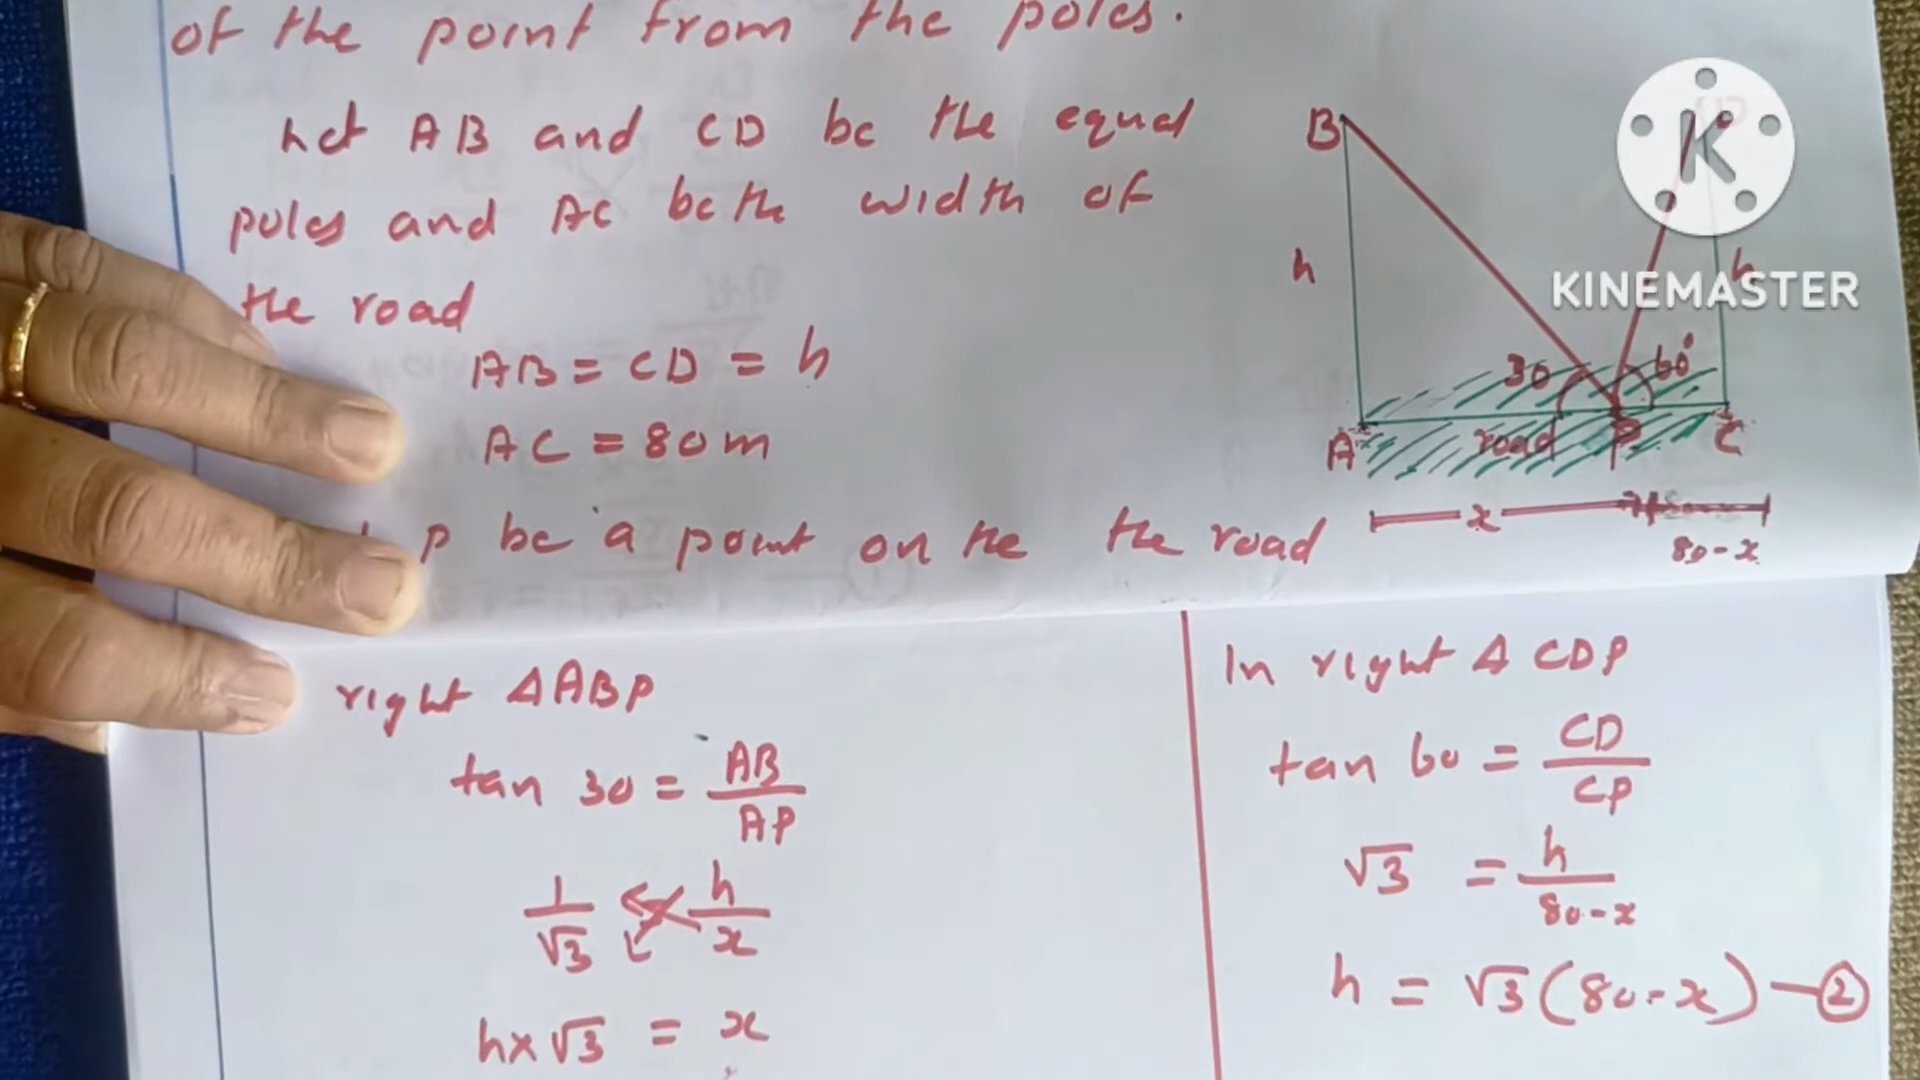 of the point from the poles.
Let AB and CD be the equal
poles and AC be the width of
the road
AB = CD = h
AC = 80m
P be a point on the the road
B
h
h
30
60°
A
road
P
C
x
80-x
right ΔABP
tan 30 = AB/AP
1/√3 h/x
h×√3 = x
In right Δ CDP
tan 60 = CD/CP
√3 = h/80-x
h = √3(80-x) — ②
K
KINEMASTER